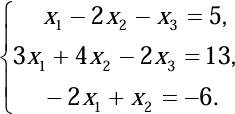 x₁ − 2x₂ − x₃ = 5,
3x₁ + 4x₂ − 2x₃ = 13,
− 2x₁ + x₂ = −6.